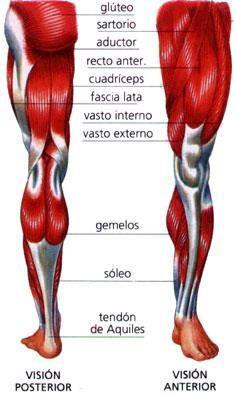 glúteo
sartorio
aductor
recto anter.
cuadríceps
fascia lata
vasto interno
vasto externo
gemelos
sóleo
tendón
de Aquiles
VISIÓN
POSTERIOR
VISIÓN
ANTERIOR